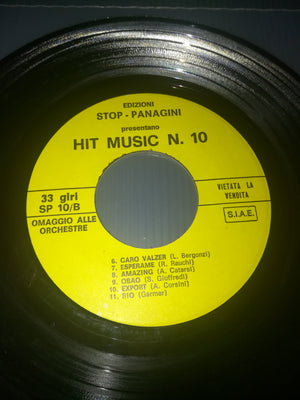 EDIZIONI
STOP - PANAGINI
presentano
HIT MUSIC N. 10
33 giri
SP 10/B
OMAGGIO ALLE
ORCHESTRE
VIETATA LA
VENDITA
S.I.A.E.
6. CARO VALZER (L. Bergonzi)
7. ESPERAME (R. Rauchi)
8. AMAZING (A. Catarsi)
9. OBAO (S. Giuffredi)
10. EXPORT (A. Corsini)
11. RIO (Garmar)